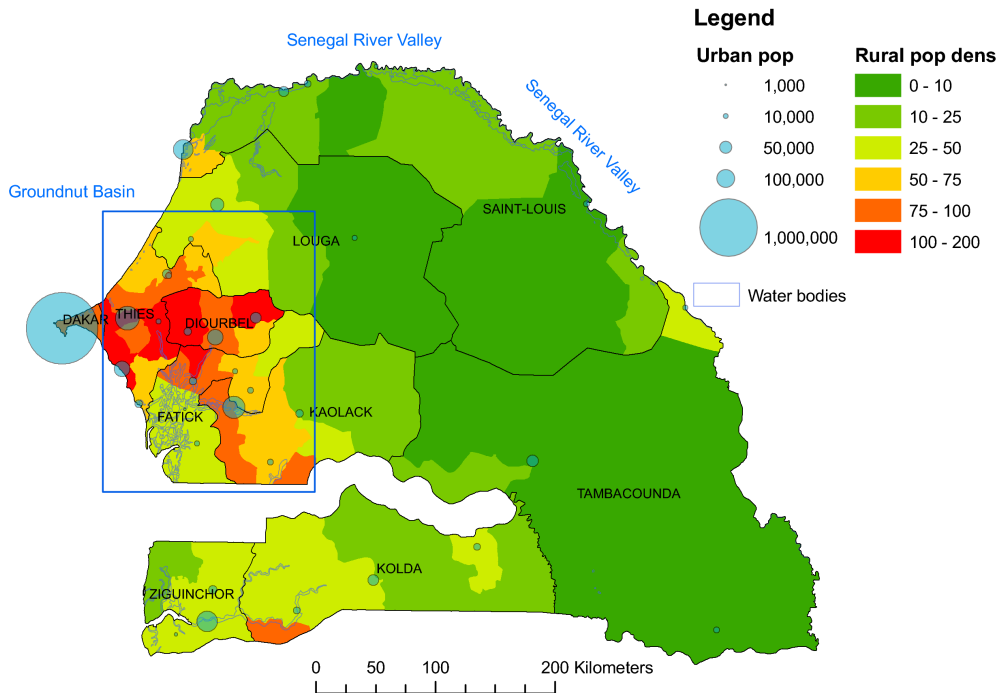 Legend
Senegal River Valley
Urban pop
Rural pop dens
1,000
0 - 10
10,000
10 - 25
Senegal River Valley
50,000
25 - 50
100,000
50 - 75
Groundnut Basin
75 - 100
1,000,000
100 - 200
SAINT-LOUIS
LOUGA
Water bodies
DAKAR
THIES
DIOURBEL
FATICK
KAOLACK
TAMBACOUNDA
KOLDA
ZIGUINCHOR
0 50 100 200 Kilometers